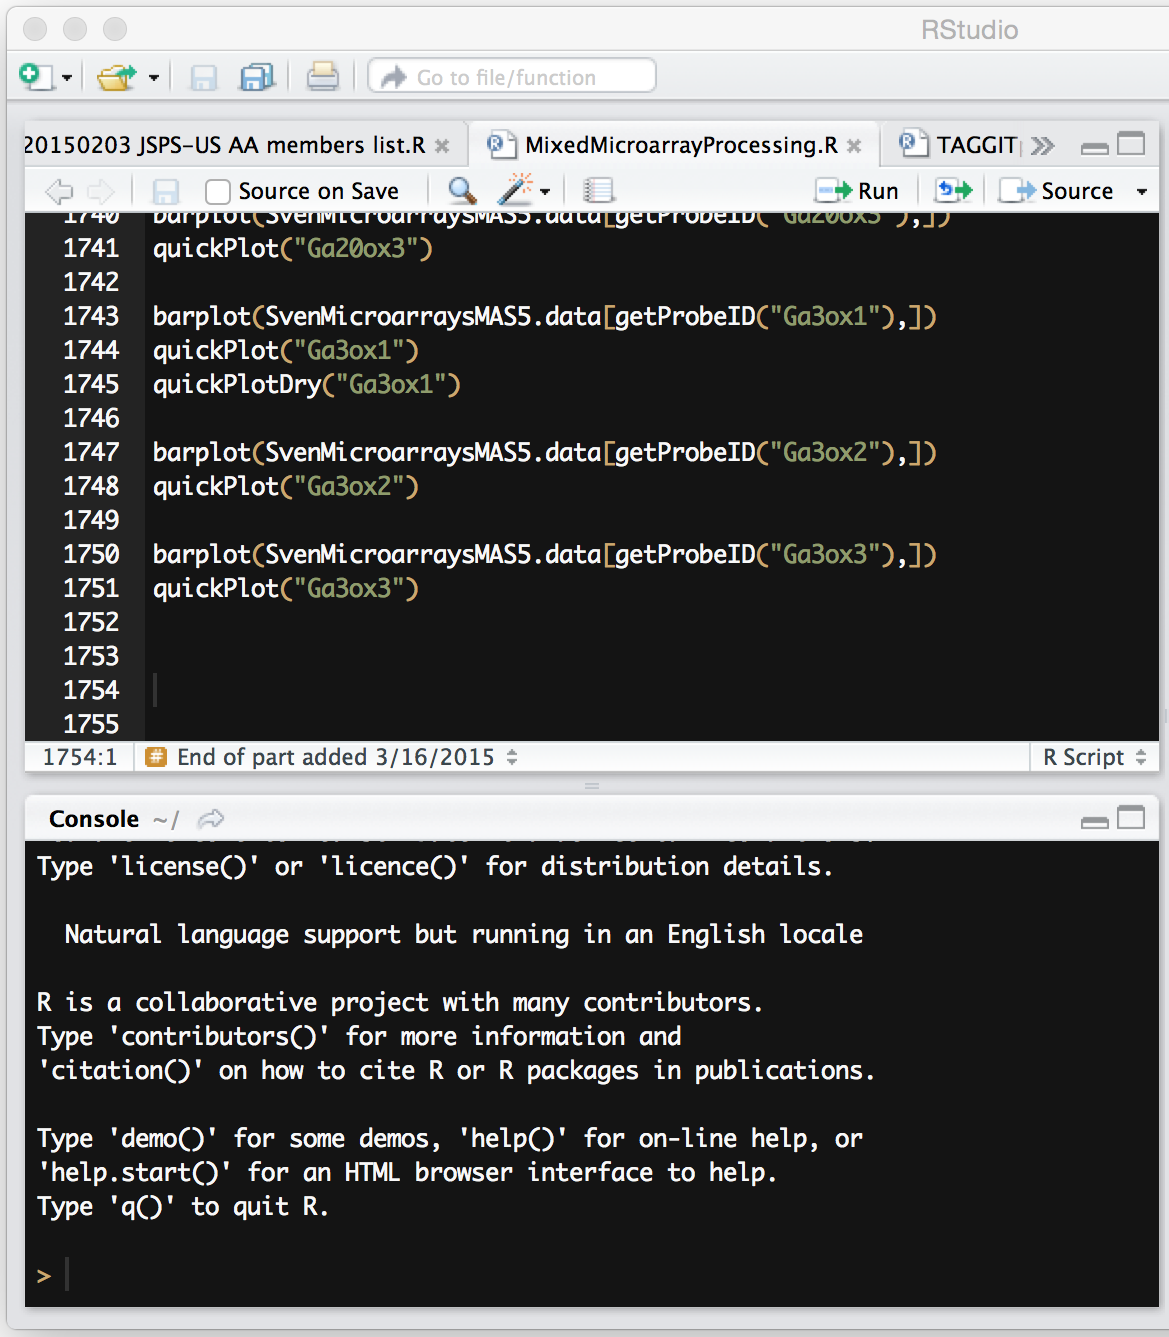 RStudio
Go to file/function
20150203 JSPS-US AA members list.R
MixedMicroarrayProcessing.R
TAGGIT
Source on Save
Run
Source
1740 barplot(SvenMicroarraysMAS5.data[getProbeID("Ga20ox3"),])
1741 quickPlot("Ga20ox3")
1742
1743 barplot(SvenMicroarraysMAS5.data[getProbeID("Ga3ox1"),])
1744 quickPlot("Ga3ox1")
1745 quickPlotDry("Ga3ox1")
1746
1747 barplot(SvenMicroarraysMAS5.data[getProbeID("Ga3ox2"),])
1748 quickPlot("Ga3ox2")
1749
1750 barplot(SvenMicroarraysMAS5.data[getProbeID("Ga3ox3"),])
1751 quickPlot("Ga3ox3")
1752
1753
1754
1755
1754:1 # End of part added 3/16/2015 R Script
Console ~/
Type 'license()' or 'licence()' for distribution details.
Natural language support but running in an English locale
R is a collaborative project with many contributors.
Type 'contributors()' for more information and
'citation()' on how to cite R or R packages in publications.
Type 'demo()' for some demos, 'help()' for on-line help, or
'help.start()' for an HTML browser interface to help.
Type 'q()' to quit R.
>